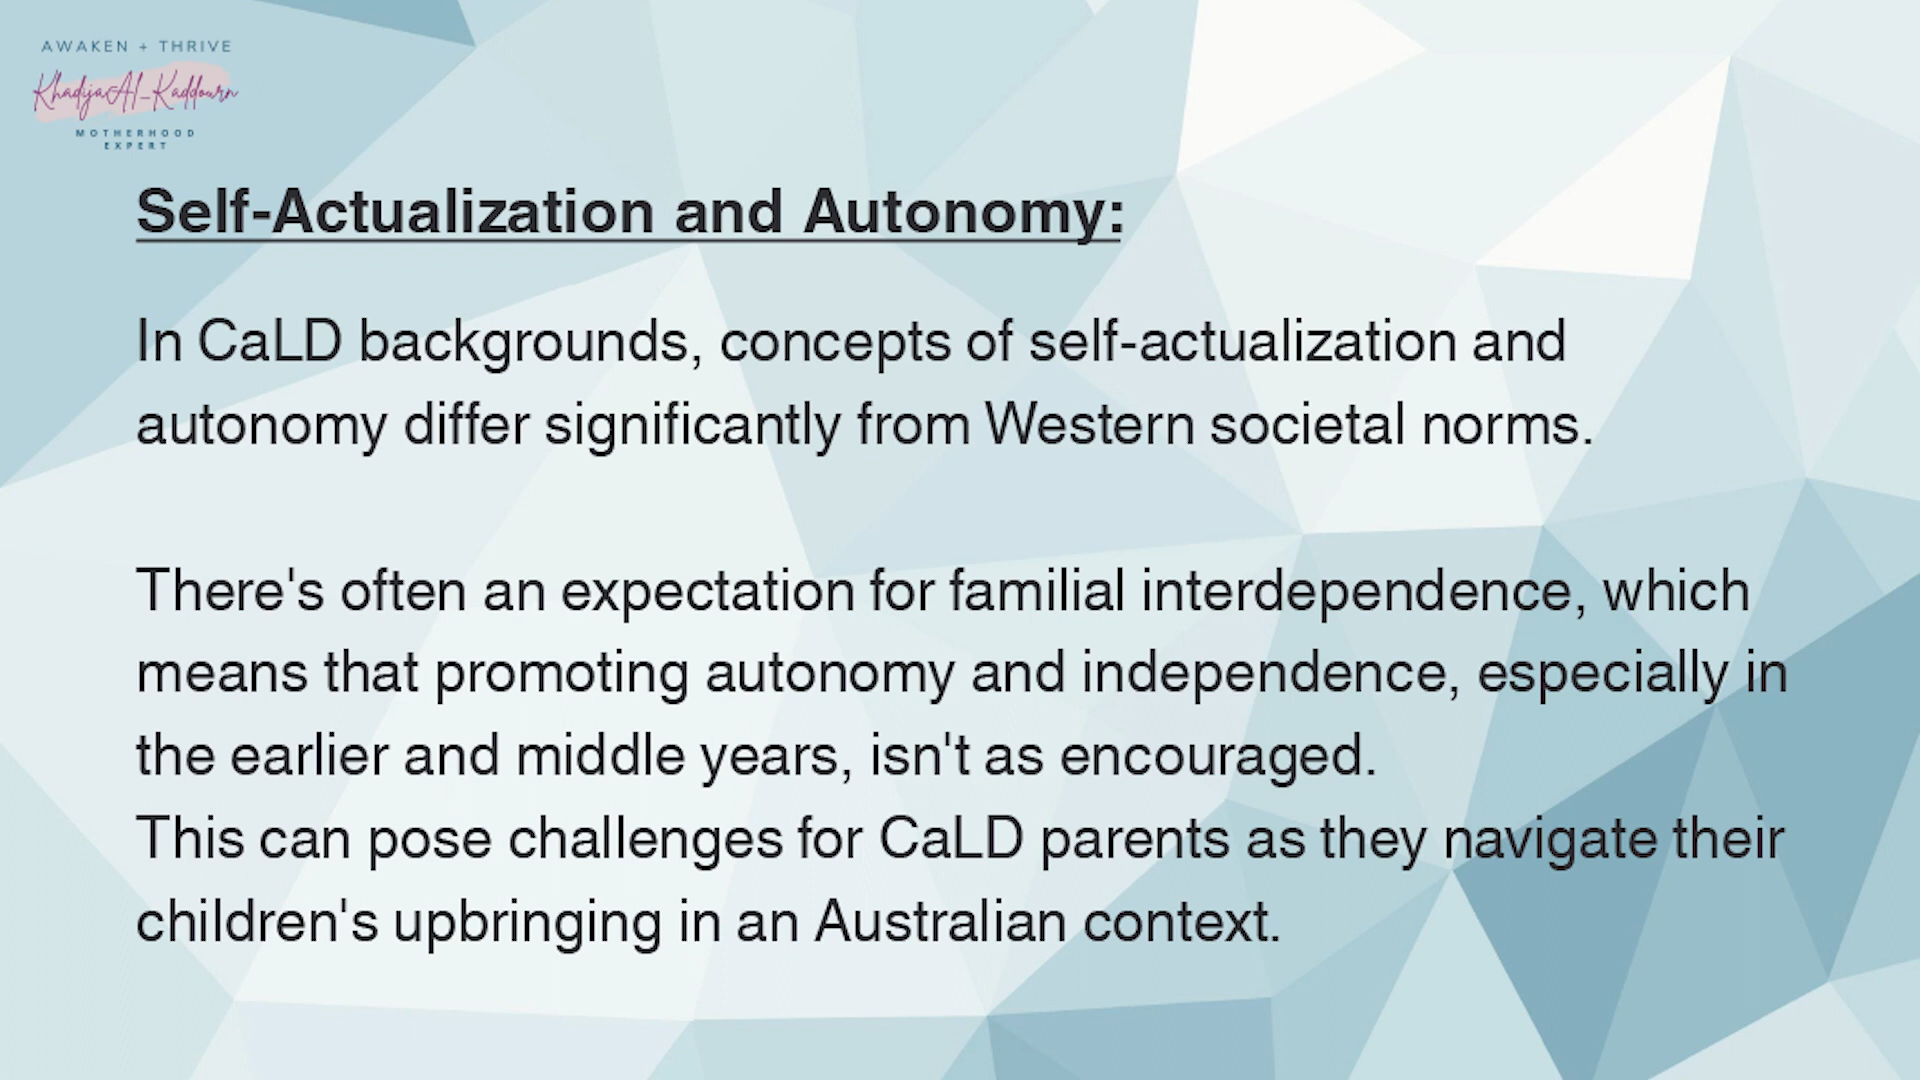 AWAKEN + THRIVE
KhadijaAl_Kaddourn
MOTHERHOOD
EXPERT
Self-Actualization and Autonomy:
In CaLD backgrounds, concepts of self-actualization and
autonomy differ significantly from Western societal norms.
There's often an expectation for familial interdependence, which
means that promoting autonomy and independence, especially in
the earlier and middle years, isn't as encouraged.
This can pose challenges for CaLD parents as they navigate their
children's upbringing in an Australian context.